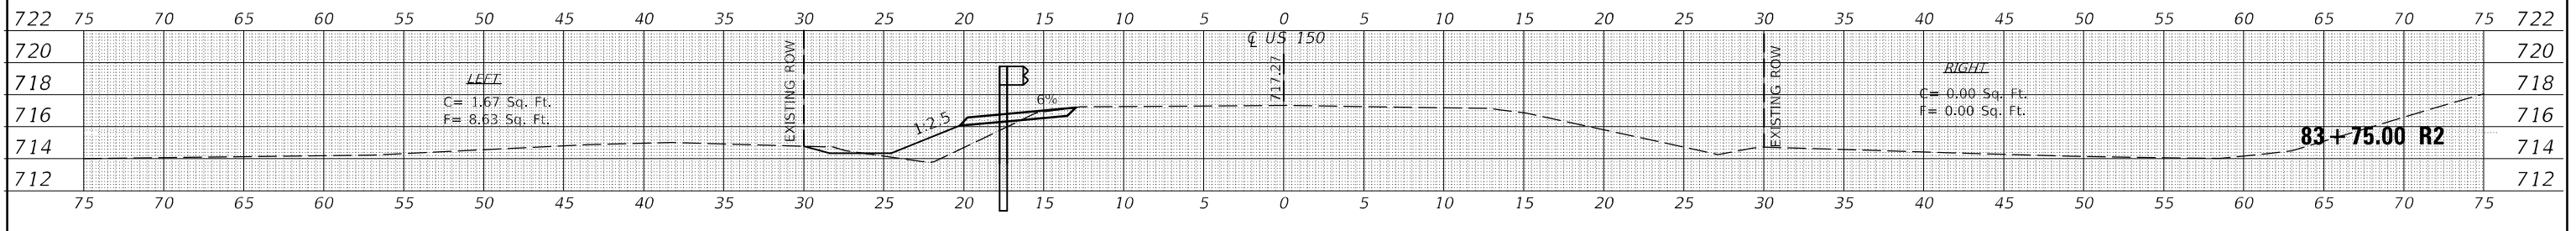 722 75 70 65 60 55 50 45 40 35 30 25 20 15 10 5 0 5 10 15 20 25 30 35 40 45 50 55 60 65 70 75 722
℄ US 150
720 720
EXISTING ROW
EXISTING ROW
LEFT
RIGHT
718 718
717.27
C= 1.67 Sq. Ft.
F= 8.63 Sq. Ft.
6%
1:2.5
C= 0.00 Sq. Ft.
F= 0.00 Sq. Ft.
716 716
83+75.00 R2
714 714
712 712
75 70 65 60 55 50 45 40 35 30 25 20 15 10 5 0 5 10 15 20 25 30 35 40 45 50 55 60 65 70 75